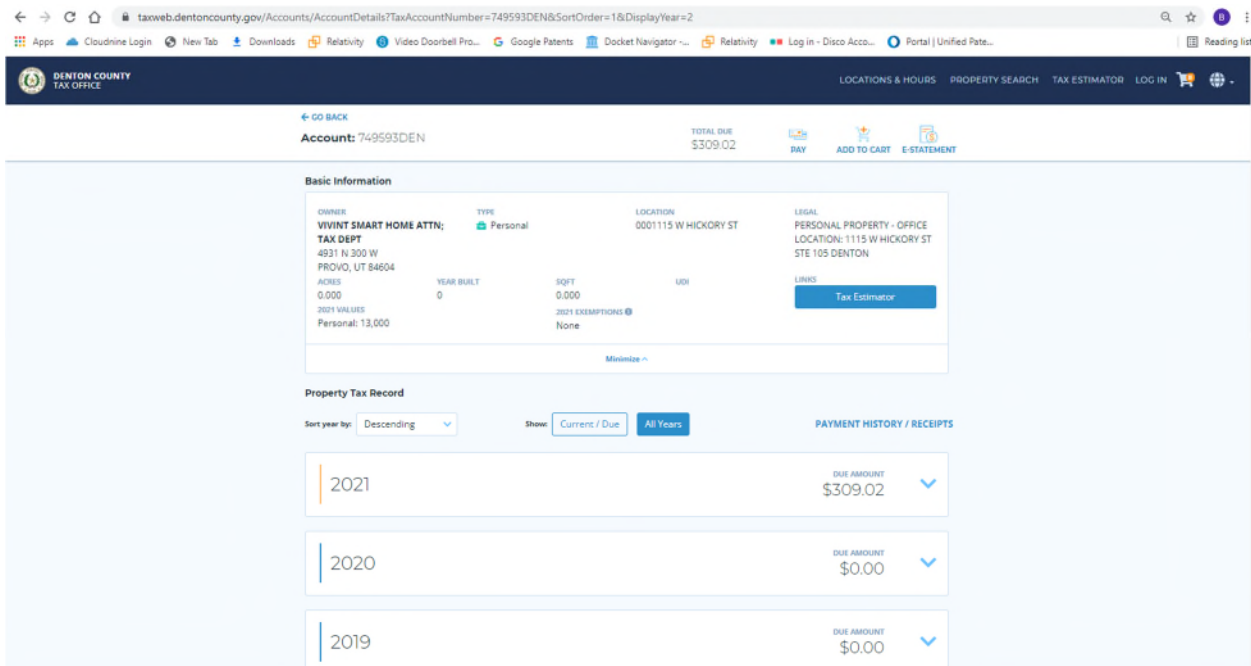 taxweb.dentoncounty.gov/Accounts/AccountDetails?TaxAccountNumber=749593DEN&SortOrder=1&DisplayYear=2
B
Apps Cloudnine Login New Tab Downloads Relativity Video Doorbell Pro... Google Patents Docket Navigator -... Relativity Log in - Disco Acco... Portal | Unified Pate... Reading list
DENTON COUNTY
TAX OFFICE
LOCATIONS & HOURS PROPERTY SEARCH TAX ESTIMATOR LOG IN
← GO BACK
Account: 749593DEN
TOTAL DUE
$309.02
PAY ADD TO CART E-STATEMENT
Basic Information
OWNER
VIVINT SMART HOME ATTN;
TAX DEPT
4931 N 300 W
PROVO, UT 84604
TYPE
Personal
LOCATION
0001115 W HICKORY ST
LEGAL
PERSONAL PROPERTY - OFFICE
LOCATION: 1115 W HICKORY ST
STE 105 DENTON
ACRES
0.000
YEAR BUILT
0
SQFT
0.000
UDI
LINKS
Tax Estimator
2021 VALUES
Personal: 13,000
2021 EXEMPTIONS
None
Minimize
Property Tax Record
Sort year by: Descending
Show: Current / Due All Years
PAYMENT HISTORY / RECEIPTS
2021
DUE AMOUNT
$309.02
2020
DUE AMOUNT
$0.00
2019
DUE AMOUNT
$0.00